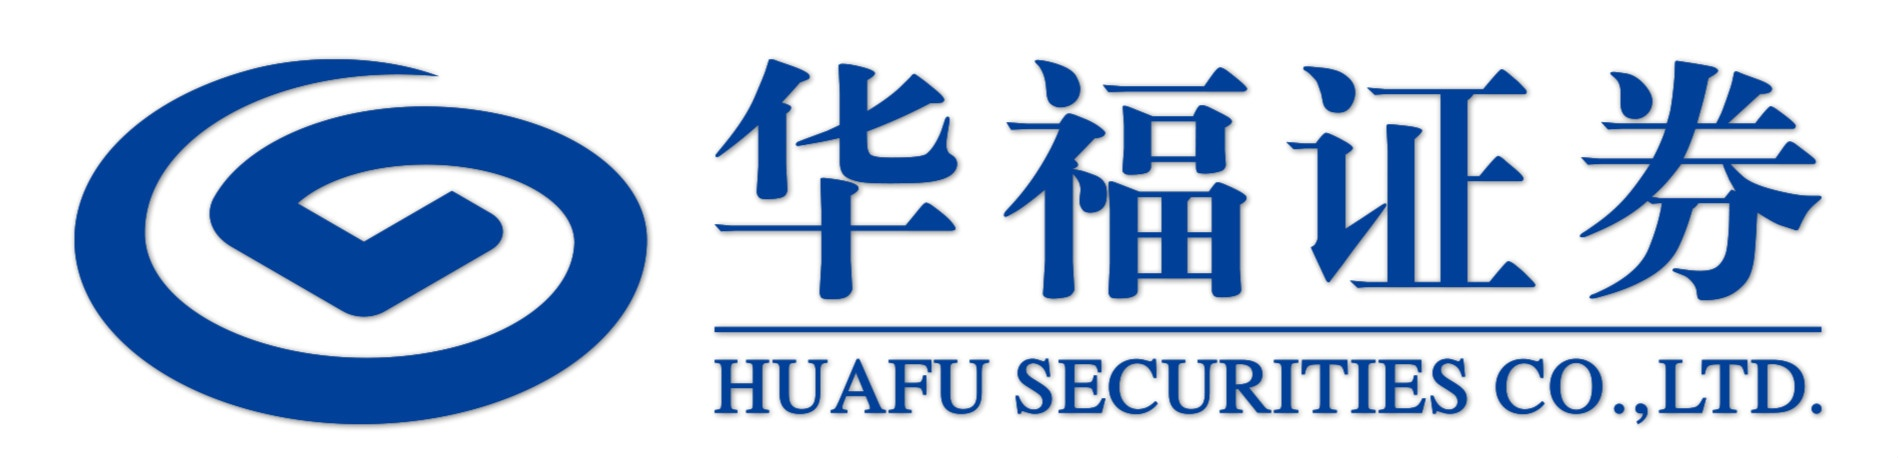 华福证券
HUAFU SECURITIES CO.,LTD.